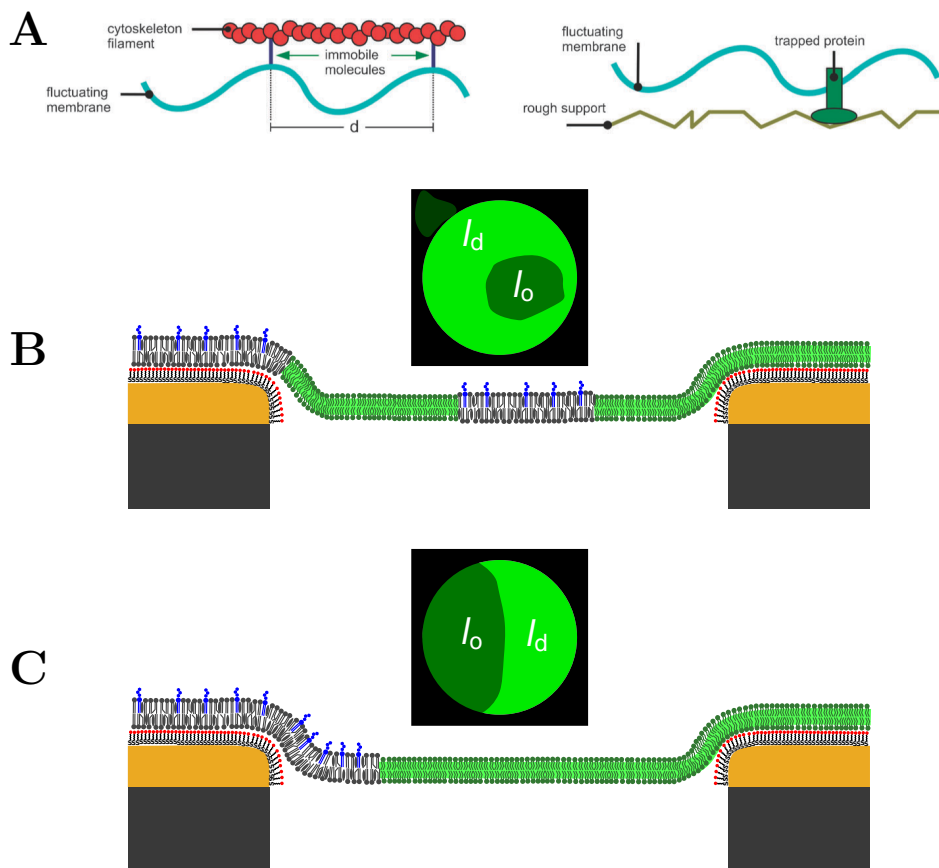 A
cytoskeleton
filament
immobile
molecules
fluctuating
membrane
d
fluctuating
membrane
trapped protein
rough support
B
ld
lo
C
lo
ld